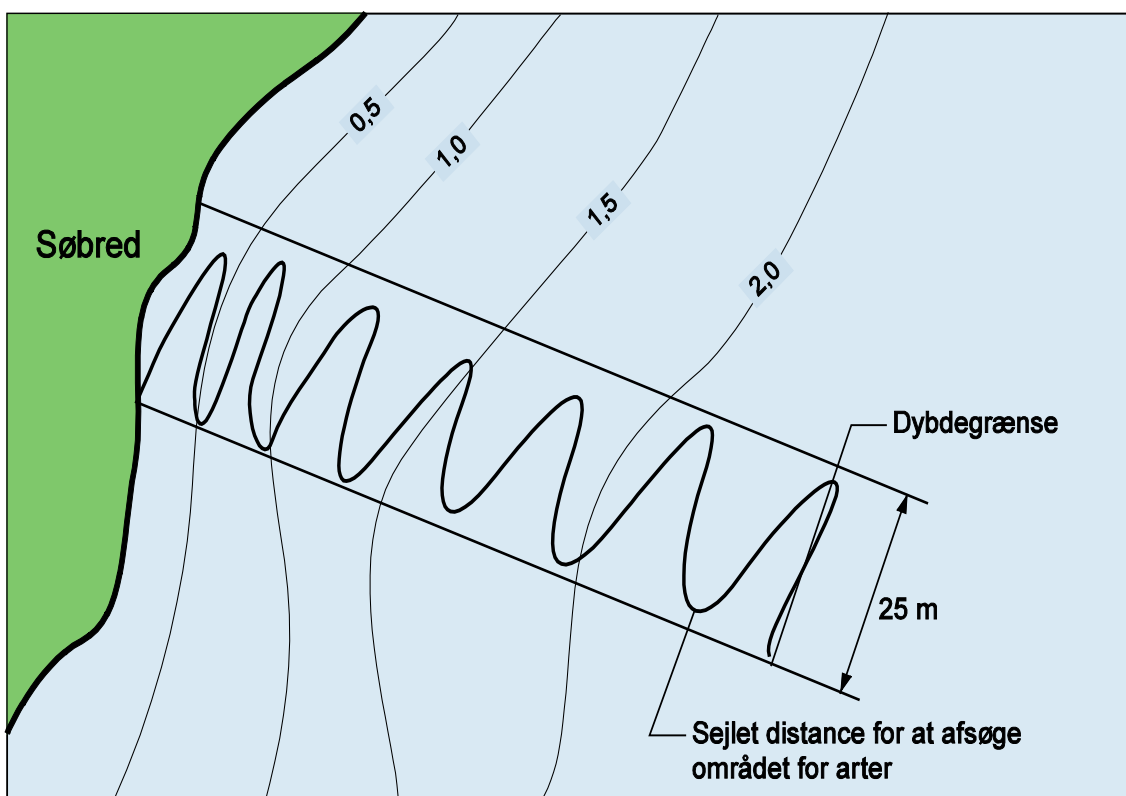 0,5
1,0
1,5
2,0
Søbred
Dybdegrænse
25 m
Sejlet distance for at afsøge
området for arter